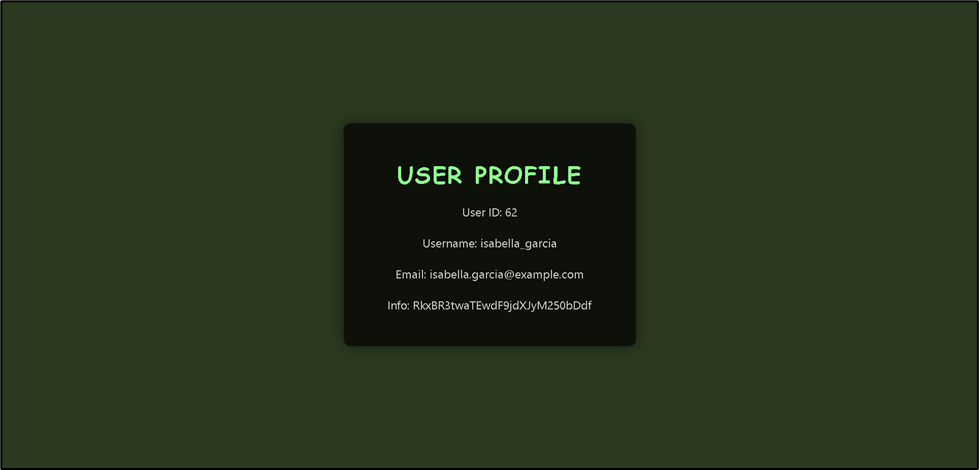 USER PROFILE
User ID: 62
Username: isabella_garcia
Email: isabella.garcia@example.com
Info: RkxBR3twaTEwdF9jdXJyM250bDdf